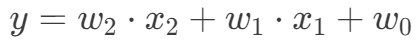 y = w₂ · x₂ + w₁ · x₁ + w₀